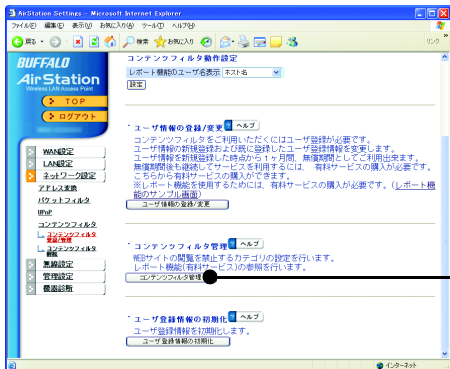 AirStation Settings - Microsoft Internet Explorer
ファイル(F) 編集(E) 表示(V) お気に入り(A) ツール(T) ヘルプ(H)
戻る 検索 お気に入り リンク
BUFFALO
AirStation
Wireless LAN Access Point
TOP
ログアウト
WAN設定
LAN設定
ネットワーク設定
アドレス変換
パケットフィルタ
UPnP
コンテンツフィルタ
コンテンツフィルタ
登録/管理
コンテンツフィルタ
解説
無線設定
管理設定
機器診断
コンテンツフィルタ動作設定
レポート機能のユーザ名表示 ホスト名
設定
ユーザ情報の登録/変更 ? ヘルプ
コンテンツフィルタをご利用いただくにはユーザ登録が必要です。
ユーザ情報の新規登録および既に登録したユーザ登録情報を変更します。
ユーザ情報を新規登録した時点から1ヶ月間、無償期間としてご利用出来ます。
無償期間後も継続してサービスを利用するには、有料サービスの購入が必要です。
こちらから有料サービスの購入ができます。
※レポート機能を使用するためには、有料サービスの購入が必要です。(レポート機
能のサンプル画面)
ユーザ情報の登録/変更
コンテンツフィルタ管理 ? ヘルプ
WEBサイトの閲覧を禁止するカテゴリの設定を行います。
レポート機能(有料サービス)の参照を行います。
コンテンツフィルタ管理
ユーザ登録情報の初期化 ? ヘルプ
ユーザ登録情報を初期化します。
ユーザ登録情報の初期化
インターネット